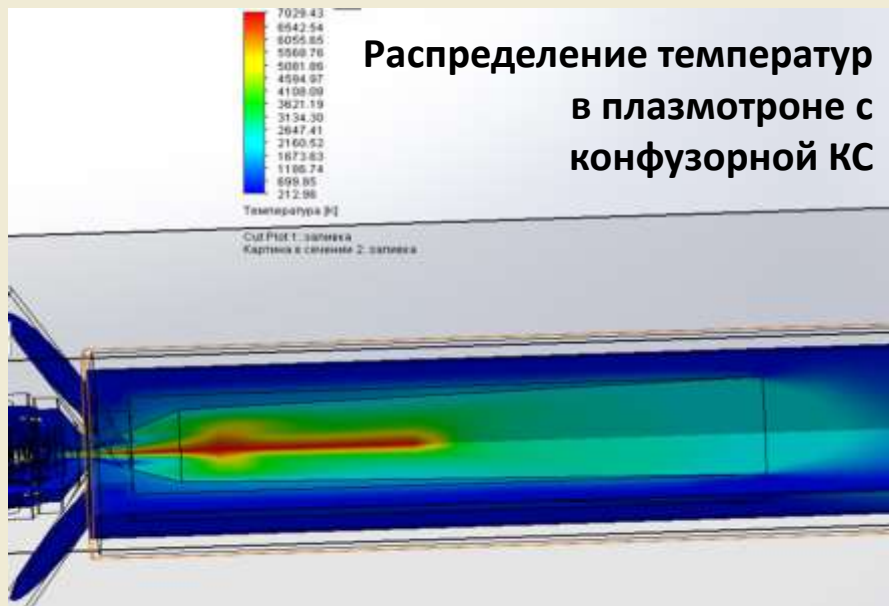 7029.43
6542.54
6055.65
5568.76
5081.86
4594.97
4108.08
3621.19
3134.30
2647.41
2160.52
1673.63
1186.74
699.85
212.96
Температура [K]
Cut Plot 1: заливка
Картина в сечении 2: заливка
Распределение температур
в плазмотроне с
конфузорной КС